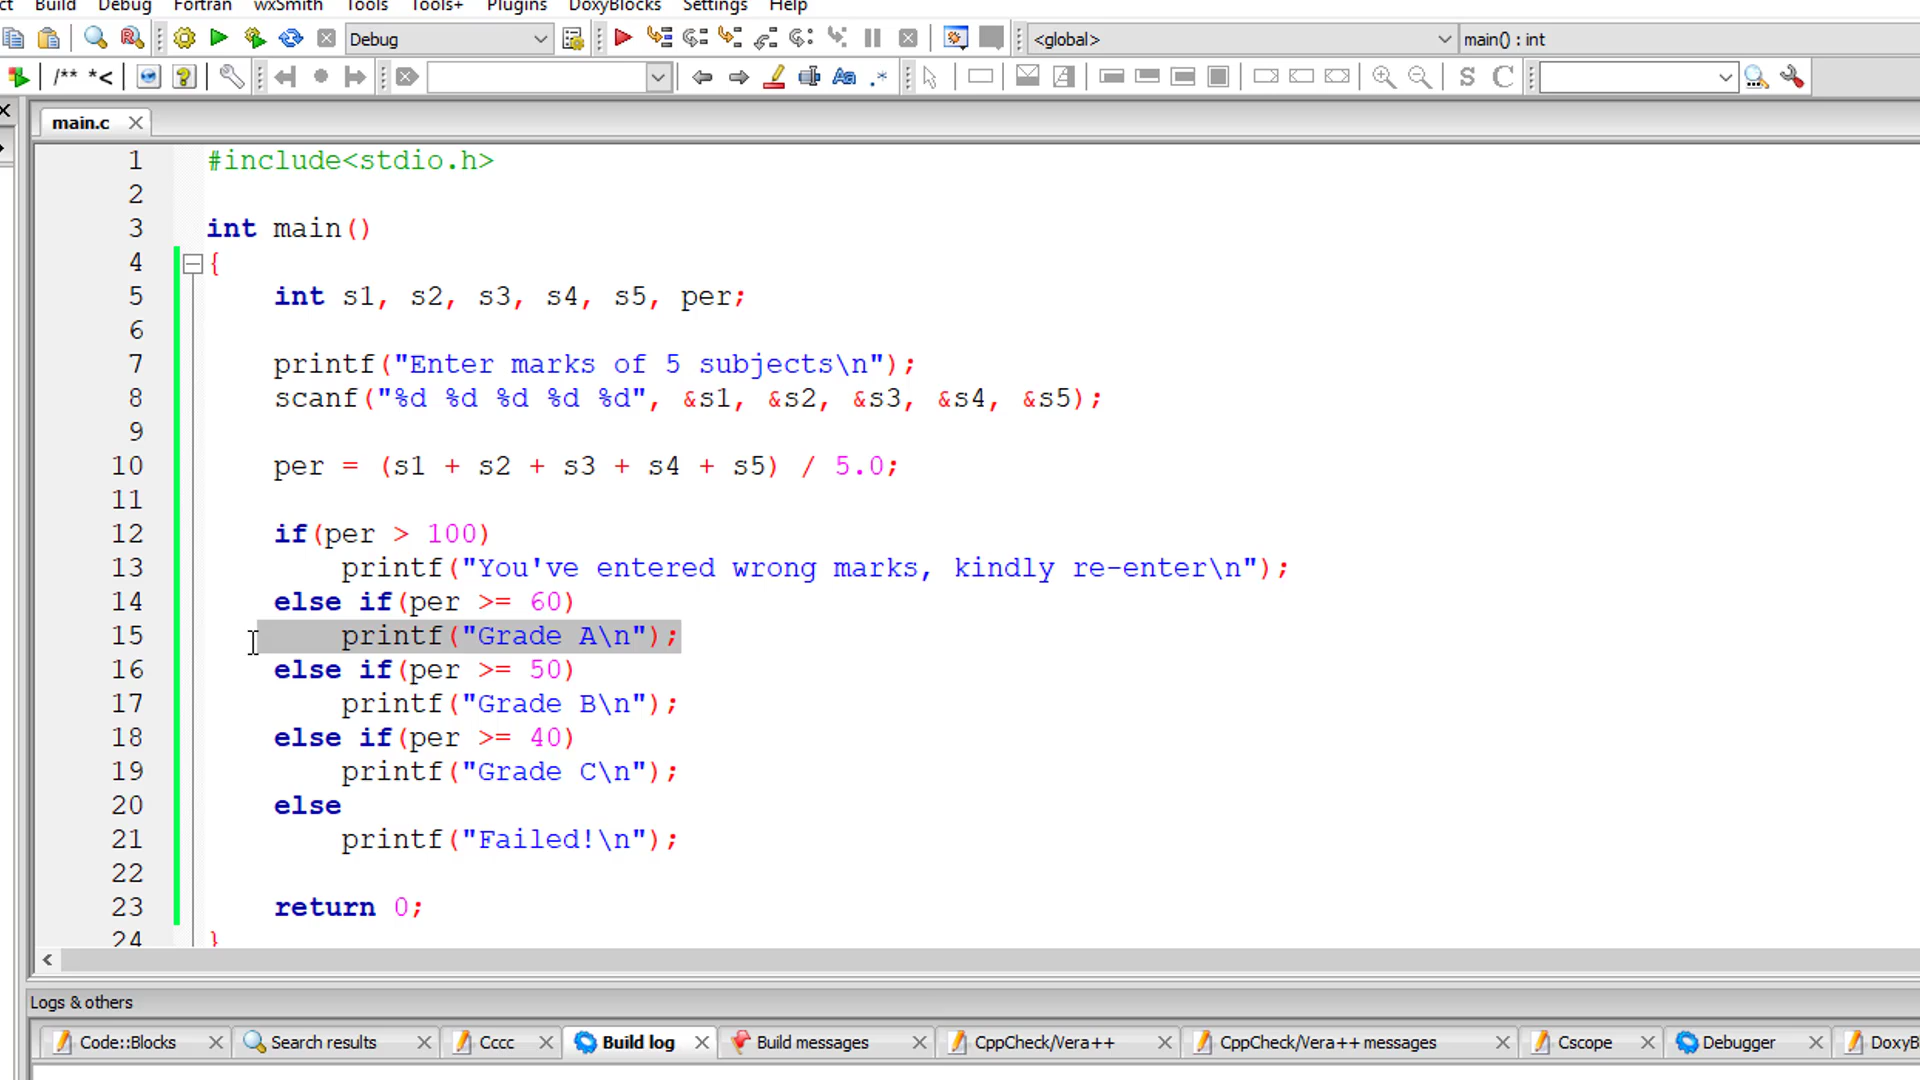 ct Build Debug Fortran wxSmith Tools Tools+ Plugins DoxyBlocks Settings Help
Debug <global> main() : int
/** *< Aa .* S C
main.c
1 #include<stdio.h>
2
3 int main()
4 {
5 int s1, s2, s3, s4, s5, per;
6
7 printf("Enter marks of 5 subjects\n");
8 scanf("%d %d %d %d %d", &s1, &s2, &s3, &s4, &s5);
9
10 per = (s1 + s2 + s3 + s4 + s5) / 5.0;
11
12 if(per > 100)
13 printf("You've entered wrong marks, kindly re-enter\n");
14 else if(per >= 60)
15 printf("Grade A\n");
16 else if(per >= 50)
17 printf("Grade B\n");
18 else if(per >= 40)
19 printf("Grade C\n");
20 else
21 printf("Failed!\n");
22
23 return 0;
24 }
Logs & others
Code::Blocks Search results Cccc Build log Build messages CppCheck/Vera++ CppCheck/Vera++ messages Cscope Debugger DoxyB